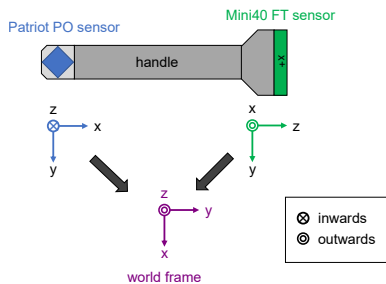 Mini40 FT sensor
Patriot PO sensor
handle
+x
z
x
y
x
z
y
z
y
x
world frame
inwards
outwards